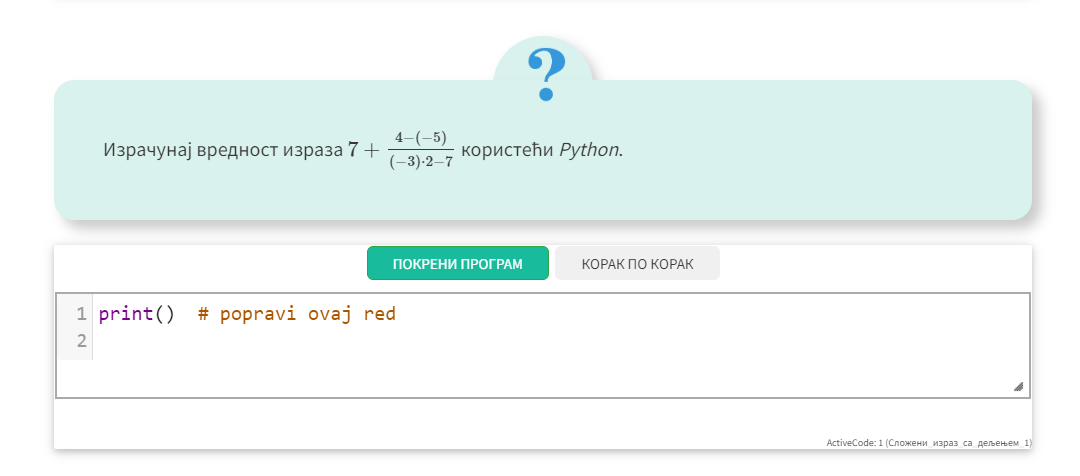 ?
Израчунај вредност израза 7 + \frac{4−(−5)}{(−3)·2−7} користећи Python.
ПОКРЕНИ ПРОГРАМ КОРАК ПО КОРАК
1 print()  # popravi ovaj red
2
ActiveCode: 1 (Сложени_израз_са_дељењем_1)